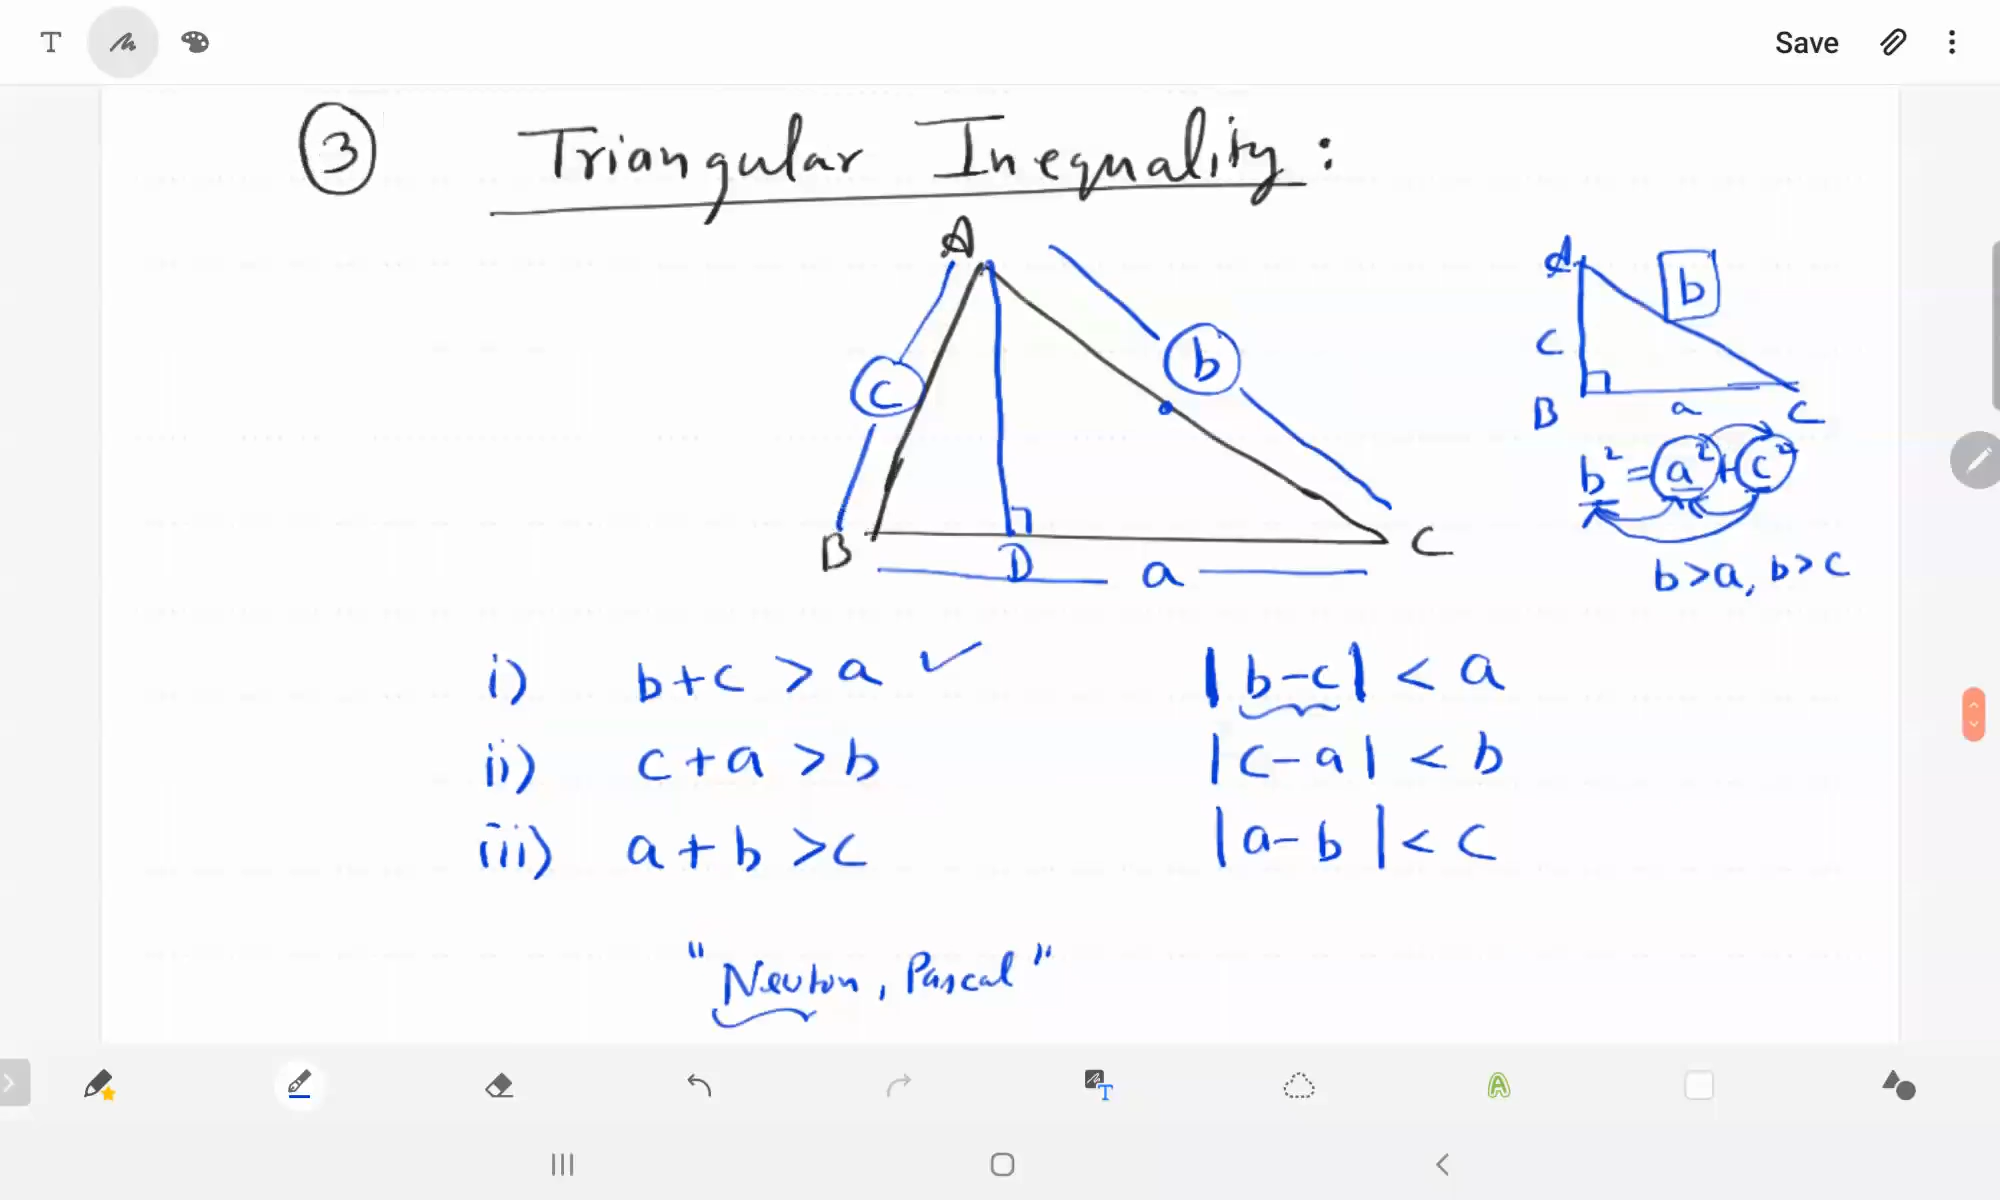 Save
③ Triangular Inequality:
A
c
b
B
D
a
C
A
b
c
B
a
C
b² = a² + c²
b>a, b>c
i) b+c > a ✓ |b-c| < a
ii) c+a > b |c-a| < b
iii) a+b > c |a-b| < c
"Newton, Pascal"